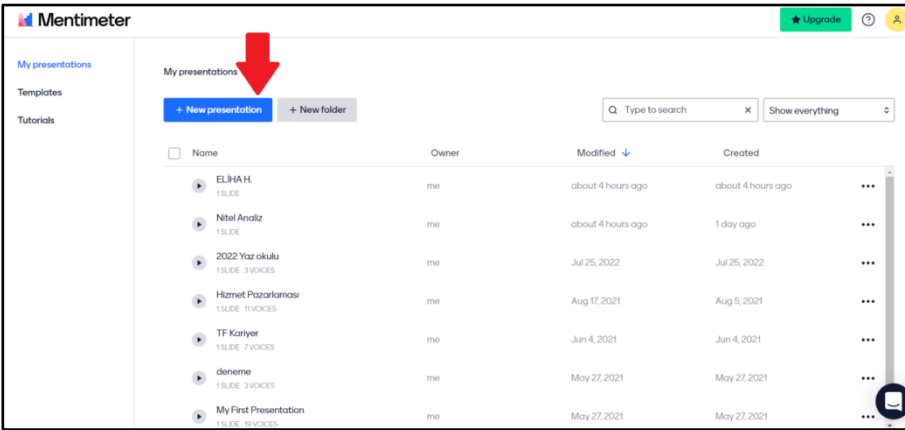 Mentimeter
Upgrade
My presentations
Templates
Tutorials
My presentations
+ New presentation + New folder Type to search Show everything
Name Owner Modified Created
ELİHA H. me about 4 hours ago about 4 hours ago
1 SLIDE
Nitel Analiz me about 4 hours ago 1 day ago
1 SLIDE
2022 Yaz okulu me Jul 25, 2022 Jul 25, 2022
1 SLIDE 3 VOICES
Hizmet Pazarlaması me Aug 17, 2021 Aug 5, 2021
1 SLIDE 11 VOICES
TF Kariyer me Jun 4, 2021 Jun 4, 2021
1 SLIDE 7 VOICES
deneme me May 27, 2021 May 27, 2021
1 SLIDE 3 VOICES
My First Presentation me May 27, 2021 May 27, 2021
1 SLIDE 19 VOICES